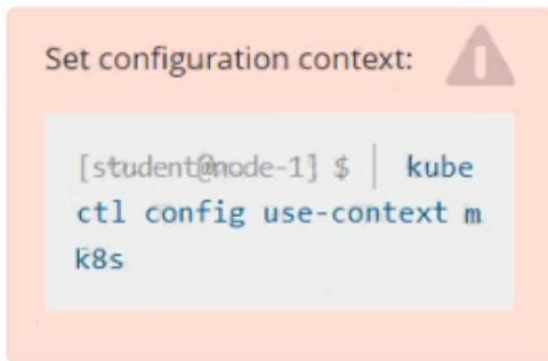 Set configuration context:
[student@node-1] $ | kube
ctl config use-context m
k8s